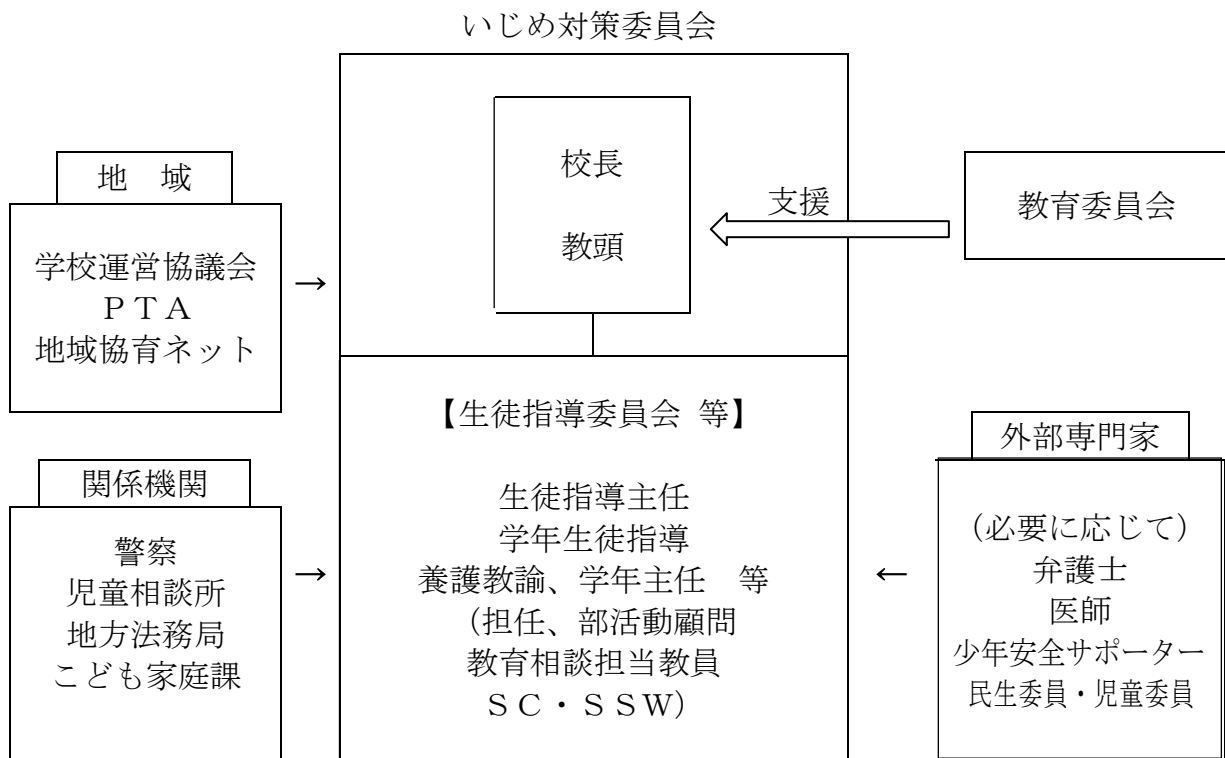 いじめ対策委員会
校長
教頭
地　域
学校運営協議会
ＰＴＡ
地域協育ネット
→
支援
教育委員会
【生徒指導委員会 等】
生徒指導主任
学年生徒指導
養護教諭、学年主任　等
（担任、部活動顧問
教育相談担当教員
ＳＣ・ＳＳＷ）
関係機関
警察
児童相談所
地方法務局
こども家庭課
→
外部専門家
（必要に応じて）
弁護士
医師
少年安全サポーター
民生委員・児童委員
←